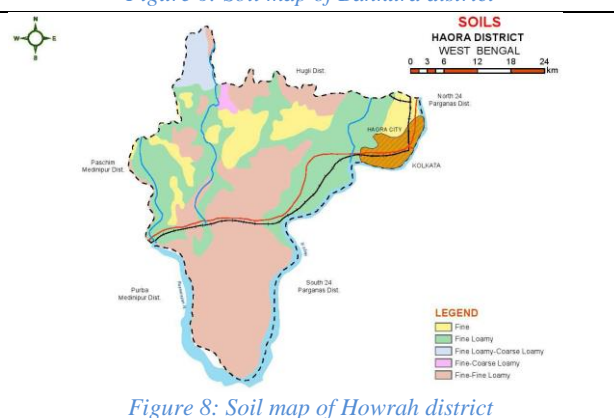 SOILS
HAORA DISTRICT
WEST BENGAL
0 3 6 12 18 24
km
N
W E
S
Hugli Dist.
North 24
Parganas Dist.
HAORA CITY
KOLKATA
Paschim
Medinipur Dist.
Purba
Medinipur Dist.
South 24
Parganas Dist.
LEGEND
Fine
Fine Loamy
Fine Loamy-Coarse Loamy
Fine-Coarse Loamy
Fine-Fine Loamy
Figure 8: Soil map of Howrah district